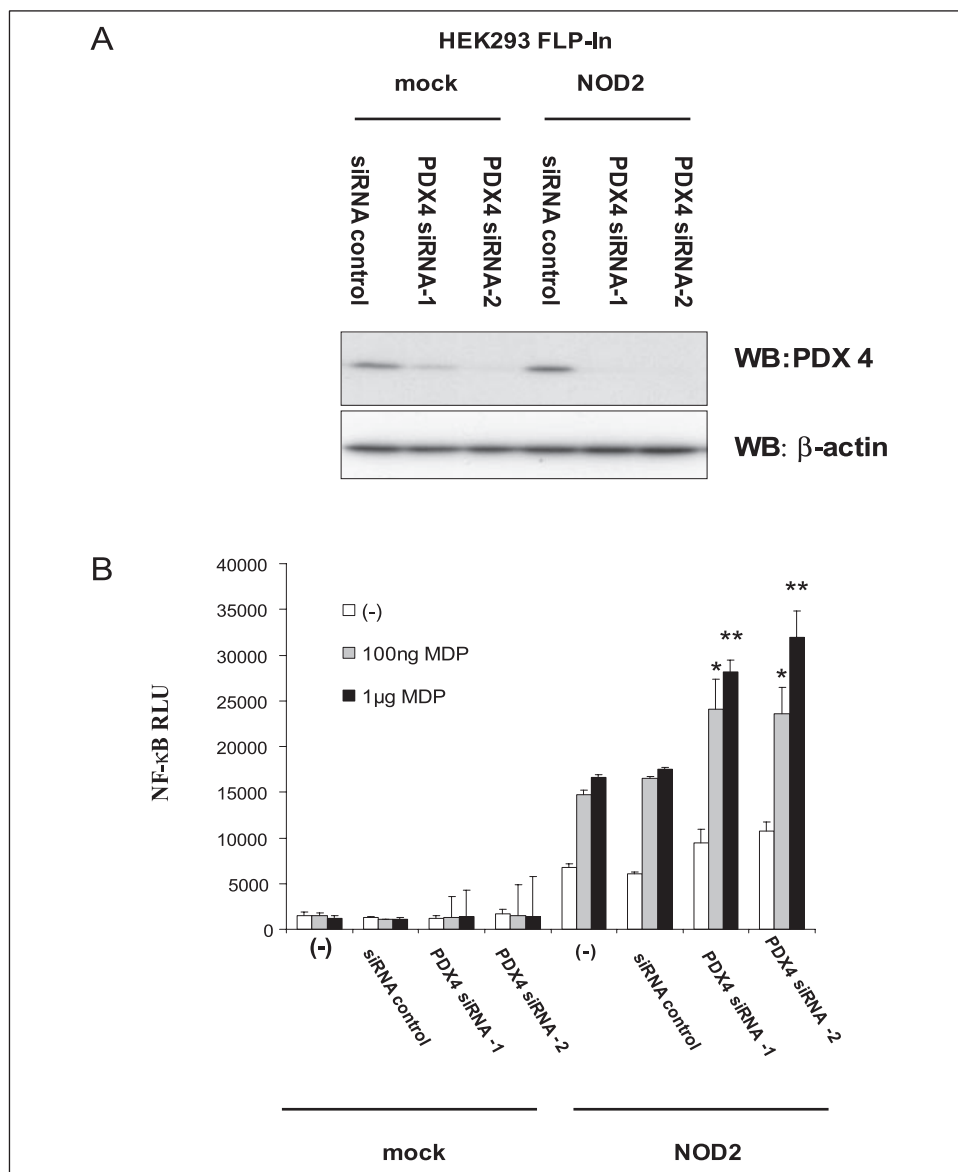 A
HEK293 FLP-In
mock NOD2
siRNA control
PDX4 siRNA-1
PDX4 siRNA-2
siRNA control
PDX4 siRNA-1
PDX4 siRNA-2
WB:PDX 4
WB: β-actin
B
NF-κB RLU
40000
35000
30000
25000
20000
15000
10000
5000
0
(-)
100ng MDP
1µg MDP
* ** * **
(-)
siRNA control
PDX4 siRNA -1
PDX4 siRNA -2
(-)
siRNA control
PDX4 siRNA -1
PDX4 siRNA -2
mock NOD2